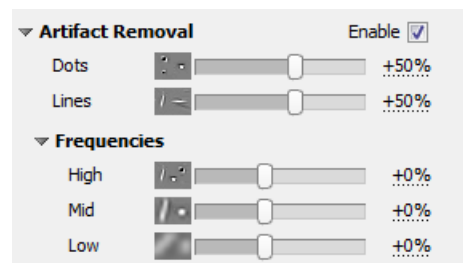 Artifact Removal Enable
Dots +50%
Lines +50%
Frequencies
High +0%
Mid +0%
Low +0%